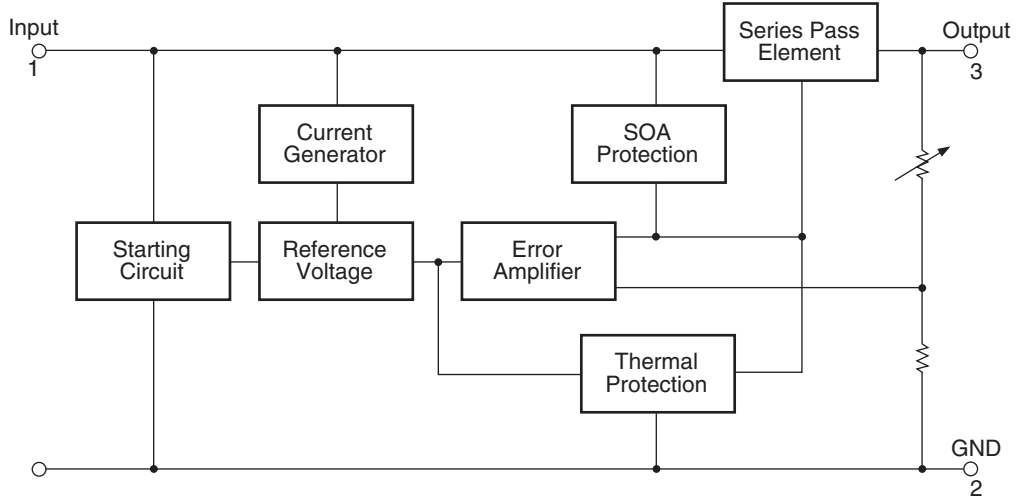 Input
1
Series Pass
Element
Output
3
Current
Generator
SOA
Protection
Starting
Circuit
Reference
Voltage
Error
Amplifier
Thermal
Protection
GND
2